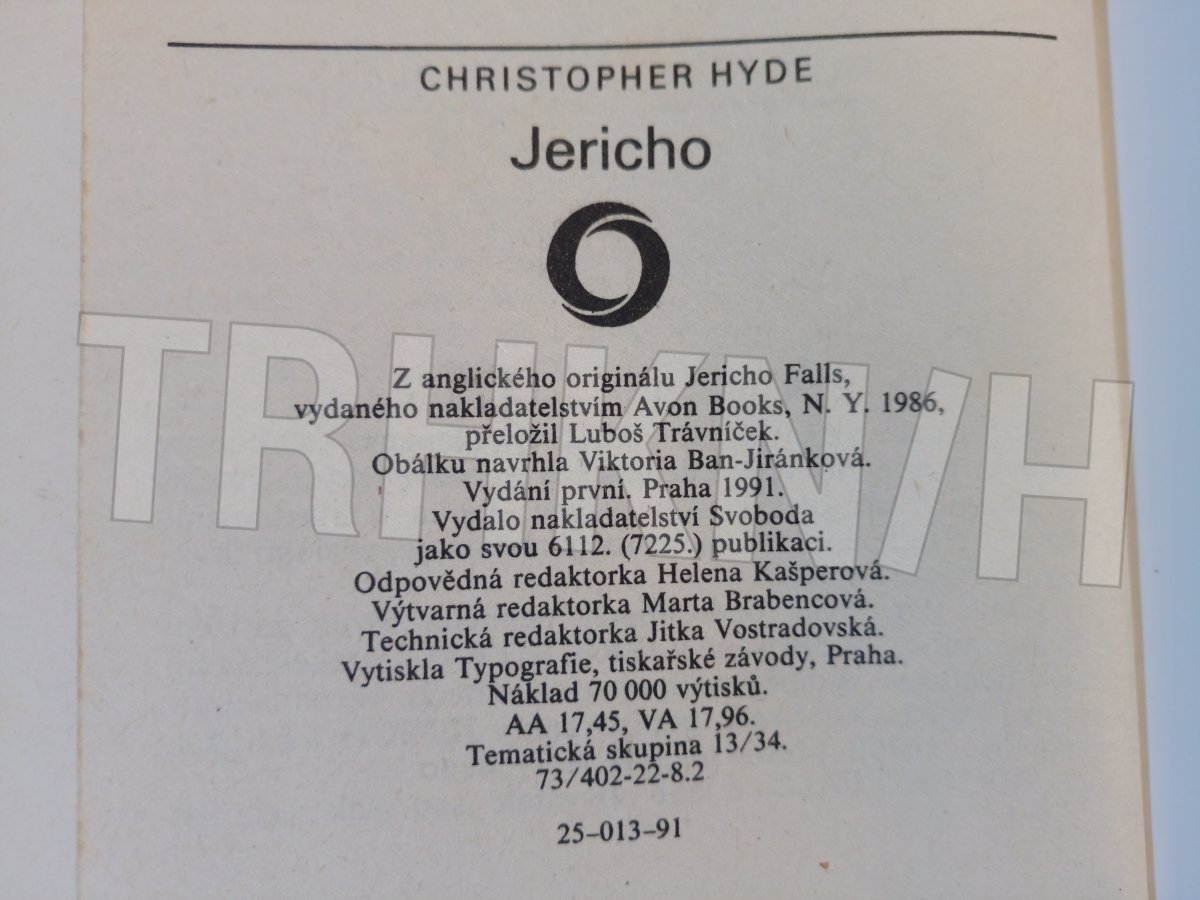 CHRISTOPHER HYDE
Jericho
Z anglického originálu Jericho Falls,
vydaného nakladatelstvím Avon Books, N. Y. 1986,
přeložil Luboš Trávníček.
Obálku navrhla Viktoria Ban-Jiránková.
Vydání první. Praha 1991.
Vydalo nakladatelství Svoboda
jako svou 6112. (7225.) publikaci.
Odpovědná redaktorka Helena Kašperová.
Výtvarná redaktorka Marta Brabencová.
Technická redaktorka Jitka Vostradovská.
Vytiskla Typografie, tiskařské závody, Praha.
Náklad 70 000 výtisků.
AA 17,45, VA 17,96.
Tematická skupina 13/34.
73/402-22-8.2
25–013–91
TRHKNIH